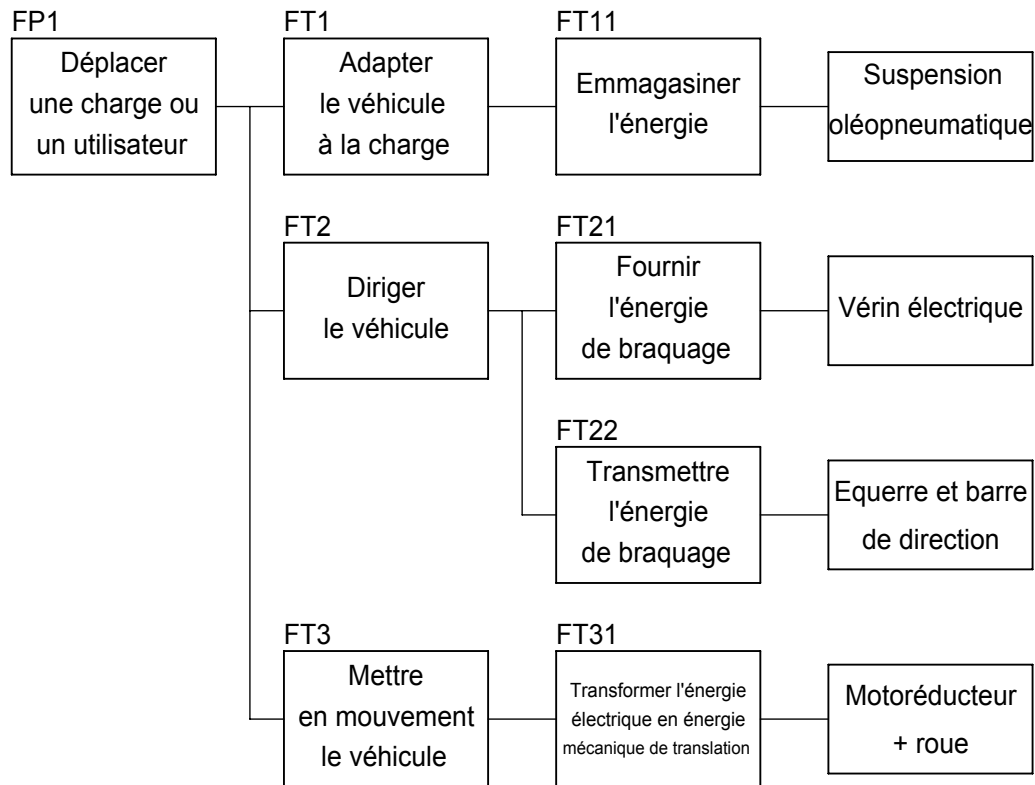 FP1
Déplacer
une charge ou
un utilisateur
FT1
Adapter
le véhicule
à la charge
FT11
Emmagasiner
l'énergie
Suspension
oléopneumatique
FT2
Diriger
le véhicule
FT21
Fournir
l'énergie
de braquage
Vérin électrique
FT22
Transmettre
l'énergie
de braquage
Equerre et barre
de direction
FT3
Mettre
en mouvement
le véhicule
FT31
Transformer l'énergie
électrique en énergie
mécanique de translation
Motoréducteur
+ roue